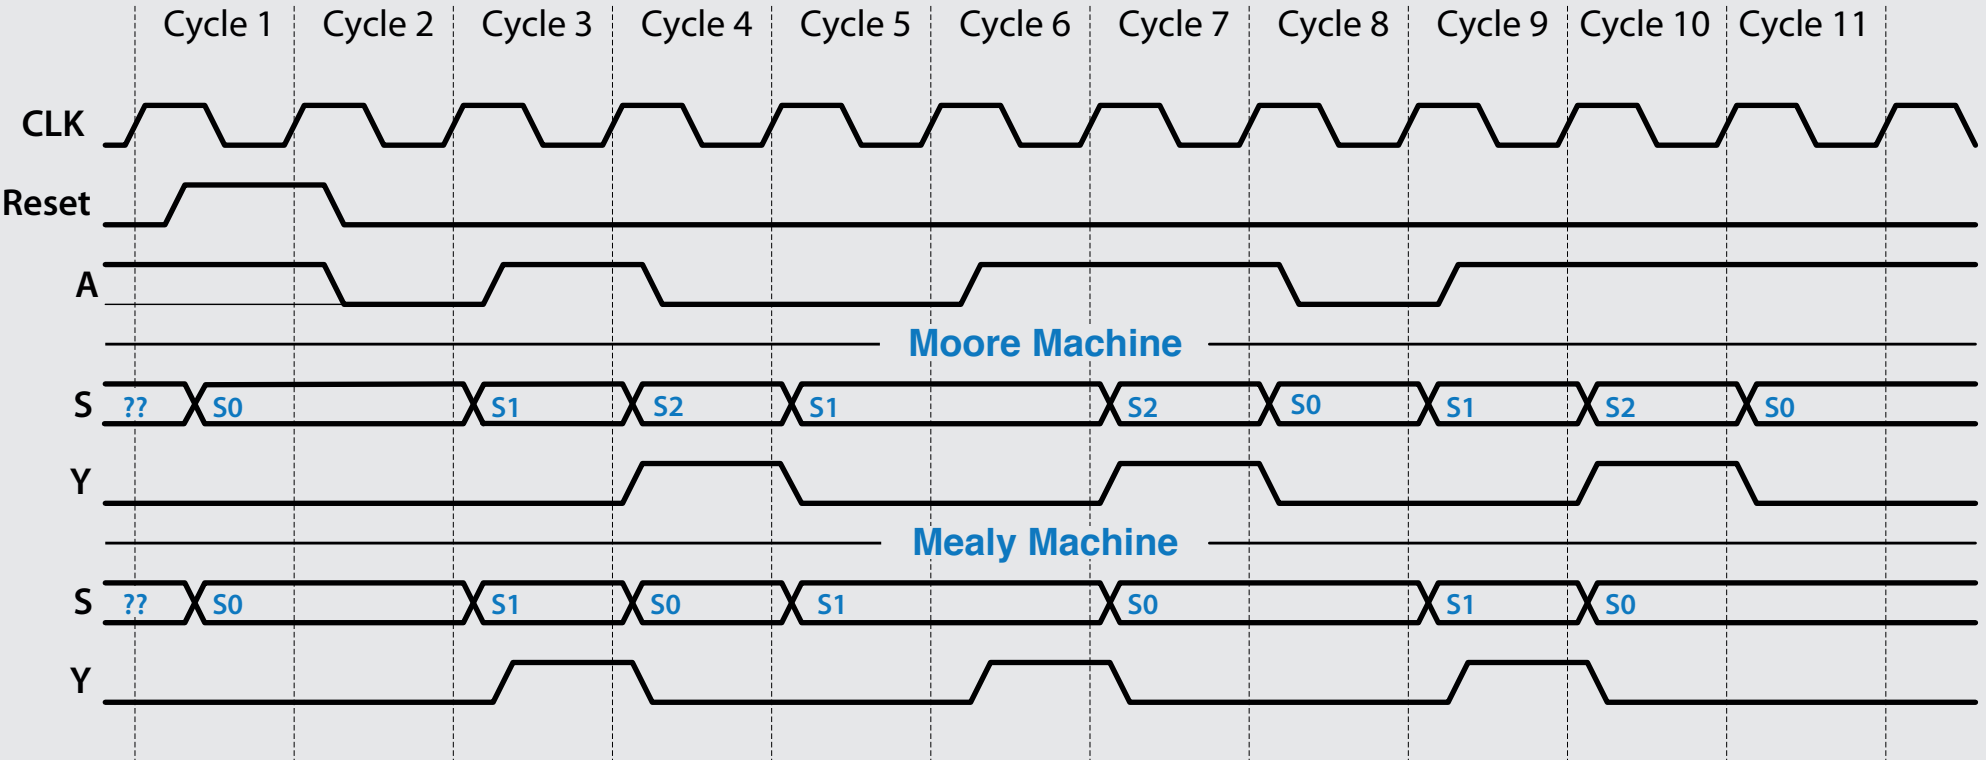 Cycle 1 Cycle 2 Cycle 3 Cycle 4 Cycle 5 Cycle 6 Cycle 7 Cycle 8 Cycle 9 Cycle 10 Cycle 11
CLK
Reset
A
Moore Machine
S ?? S0 S1 S2 S1 S2 S0 S1 S2 S0
Y
Mealy Machine
S ?? S0 S1 S0 S1 S0 S1 S0
Y